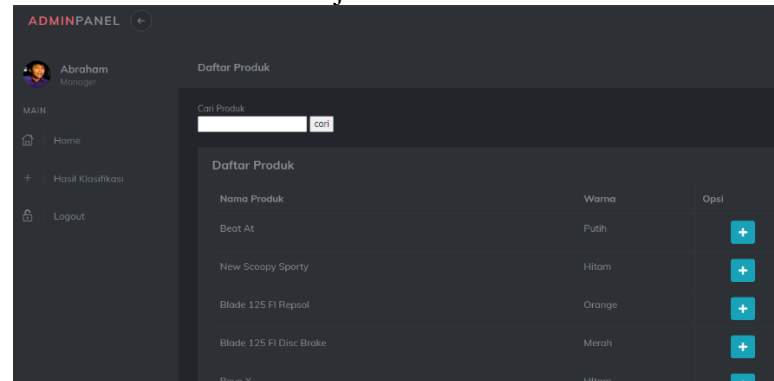 ADMINPANEL
Abraham
Manager
Daftar Produk
MAIN
Home
Hasil Klasifikasi
Logout
Cari Produk
cari
Daftar Produk
Nama Produk Warna Opsi
Beat At Putih
New Scoopy Sporty Hitam
Blade 125 FI Repsol Orange
Blade 125 FI Disc Brake Merah
Hitam